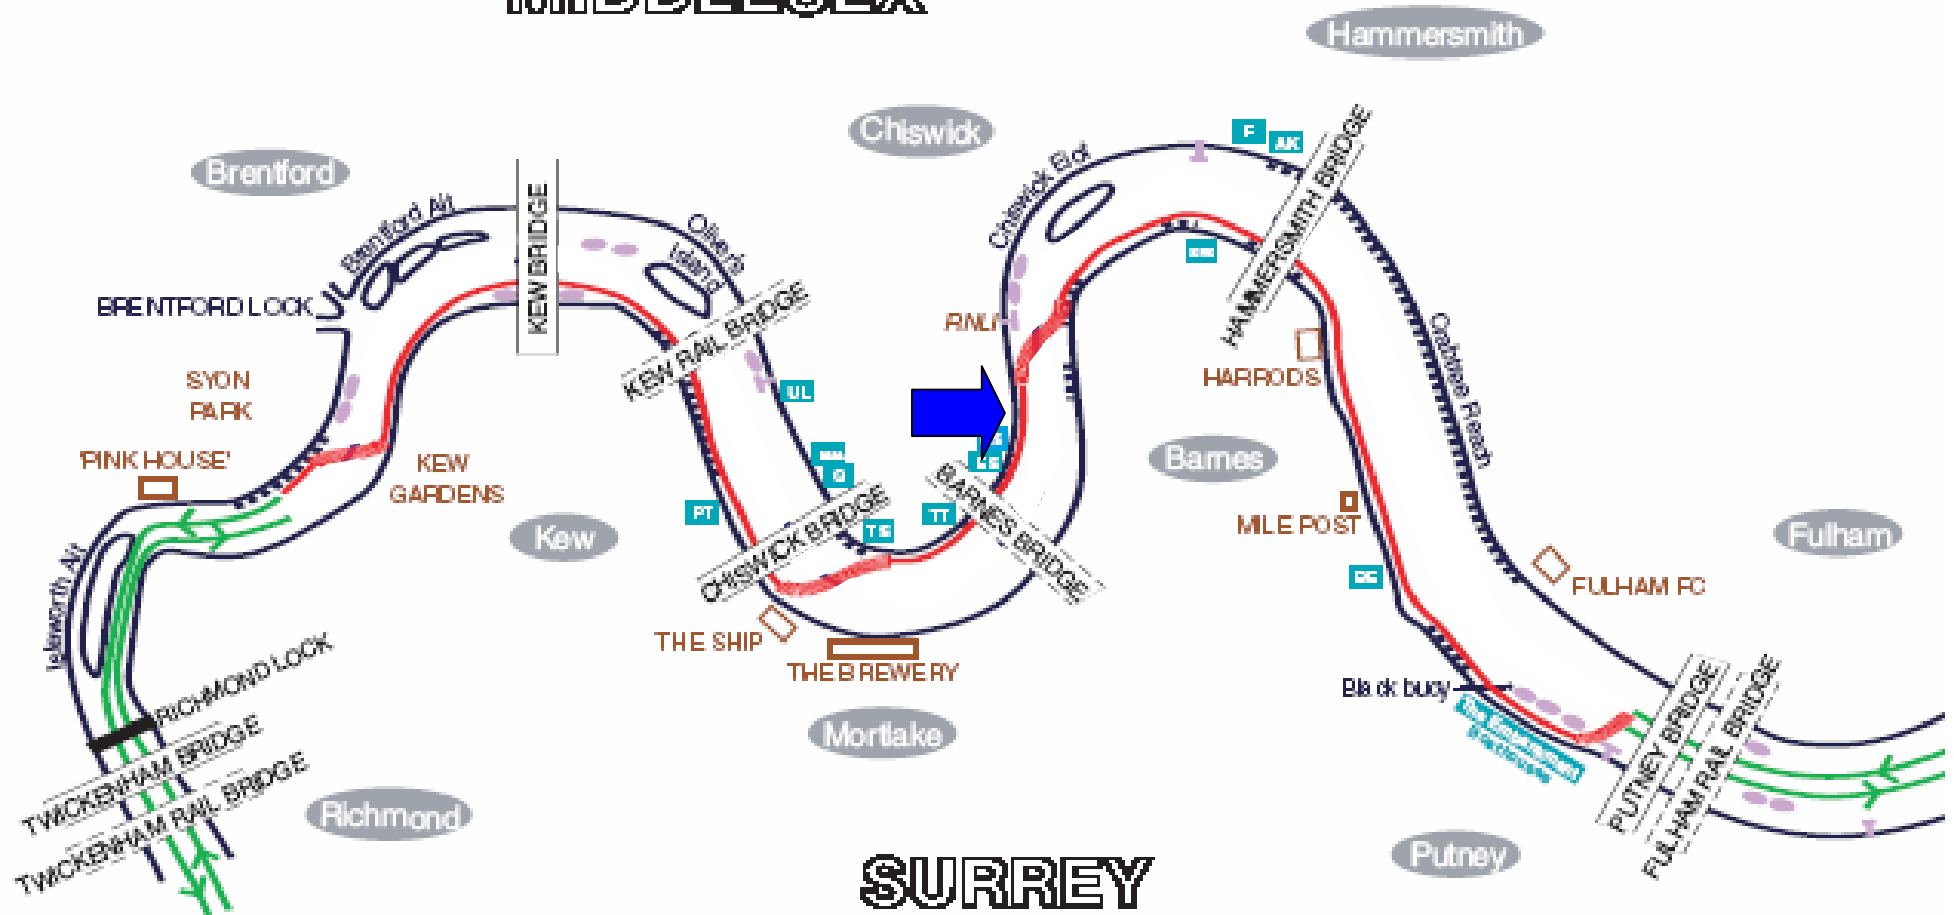 MIDDLESEX
Hammersmith
Chiswick
F
AK
Brentford
HAMMERSMITH BRIDGE
Chiswick Eiot
Brentford Ait
KEW BRIDGE
Oliver's
Island
BRENTFORD LOCK
KEW RAIL BRIDGE
RNLI
Crabtree Reach
HARRODS
SYON
PARK
UL
'PINK HOUSE'
KEW
GARDENS
BARNES BRIDGE
Barnes
PT
CHISWICK BRIDGE
TS
TT
MILE POST
Kew
Fulham
Isleworth Ait
FULHAM FC
THE SHIP
THE BREWERY
RICHMOND LOCK
Black buoy
Mortlake
TWICKENHAM BRIDGE
PUTNEY BRIDGE
FULHAM RAIL BRIDGE
TWICKENHAM RAIL BRIDGE
Richmond
Putney
SURREY